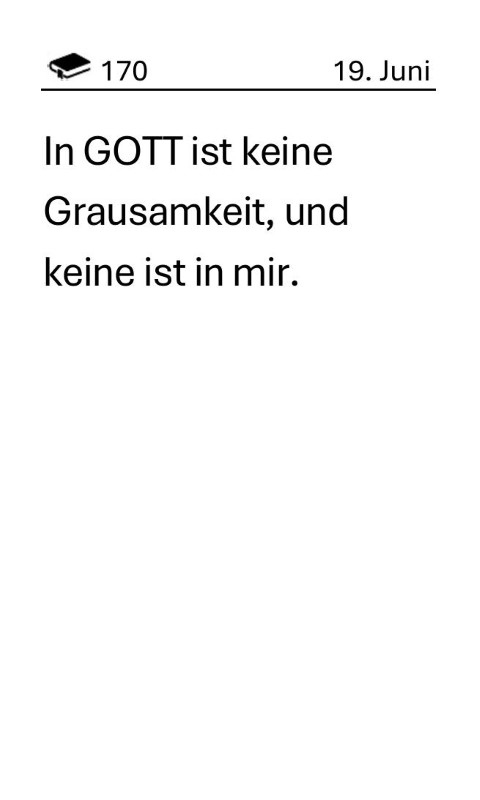 170 19. Juni
In GOTT ist keine
Grausamkeit, und
keine ist in mir.